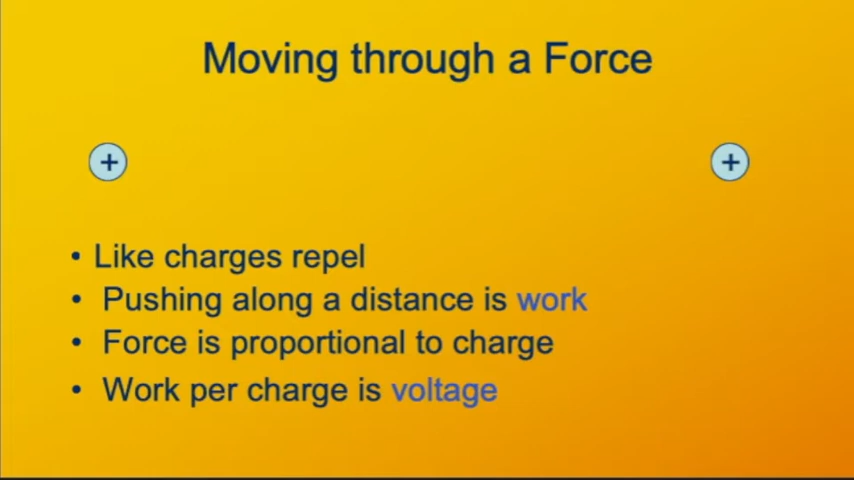 Moving through a Force
+ +
• Like charges repel
• Pushing along a distance is work
• Force is proportional to charge
• Work per charge is voltage